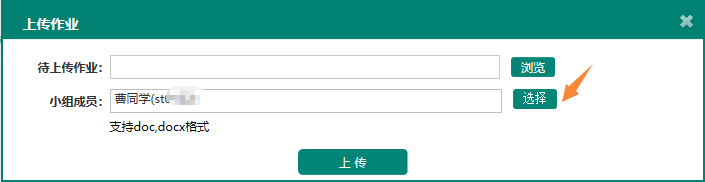 上传作业
待上传作业: 浏览
小组成员: 曹同学(st 选择
支持doc,docx格式
上 传